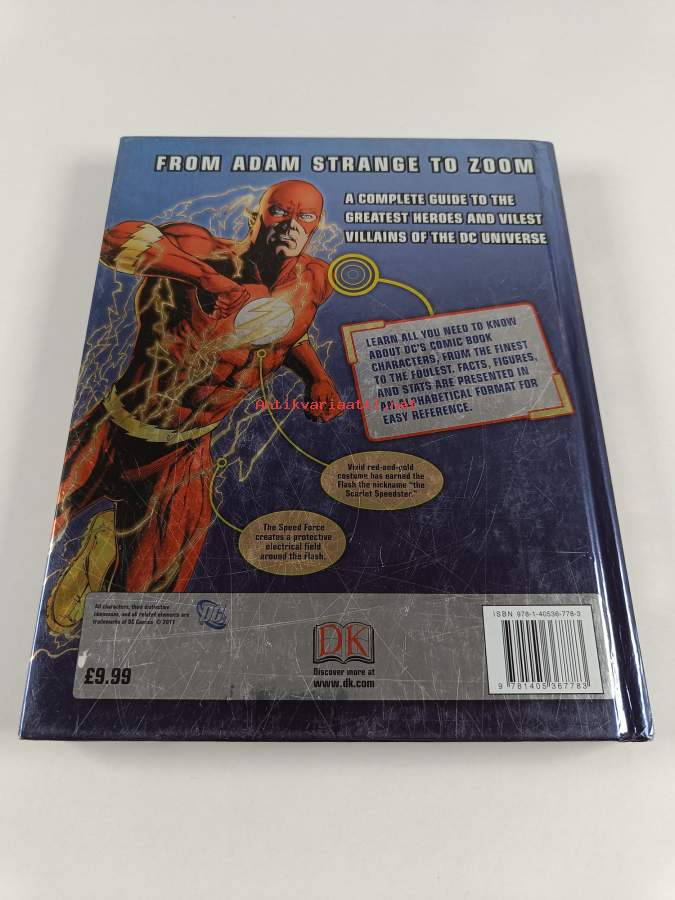 FROM ADAM STRANGE TO ZOOM
A COMPLETE GUIDE TO THE
GREATEST HEROES AND VILEST
VILLAINS OF THE DC UNIVERSE
LEARN ALL YOU NEED TO KNOW
ABOUT DC'S COMIC BOOK
CHARACTERS, FROM THE FINEST
TO THE FOULEST. FACTS, FIGURES,
AND STATS ARE PRESENTED IN
AN ALPHABETICAL FORMAT FOR
EASY REFERENCE.
Antikvariaatti.net
Vivid red-and-gold
costume has earned the
Flash the nickname "the
Scarlet Speedster."
The Speed Force
creates a protective
electrical field
around the Flash.
All characters, their distinctive
likenesses, and all related elements are
trademarks of DC Comics © 2011
DC
£9.99
DK
Discover more at
www.dk.com
ISBN 978-1-40536-778-3
9 781405 367783